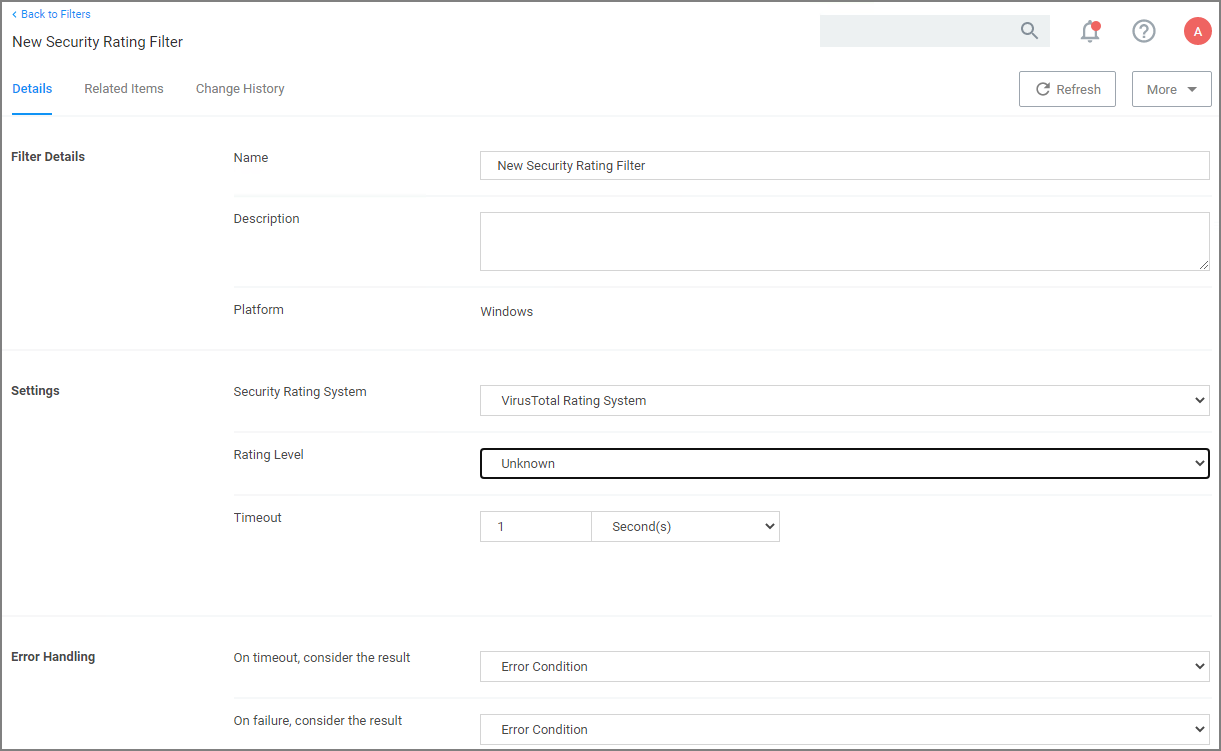 Back to Filters
New Security Rating Filter
A
Details
Related Items
Change History
Refresh
More
Filter Details
Name
New Security Rating Filter
Description
Platform
Windows
Settings
Security Rating System
VirusTotal Rating System
Rating Level
Unknown
Timeout
1
Second(s)
Error Handling
On timeout, consider the result
Error Condition
On failure, consider the result
Error Condition